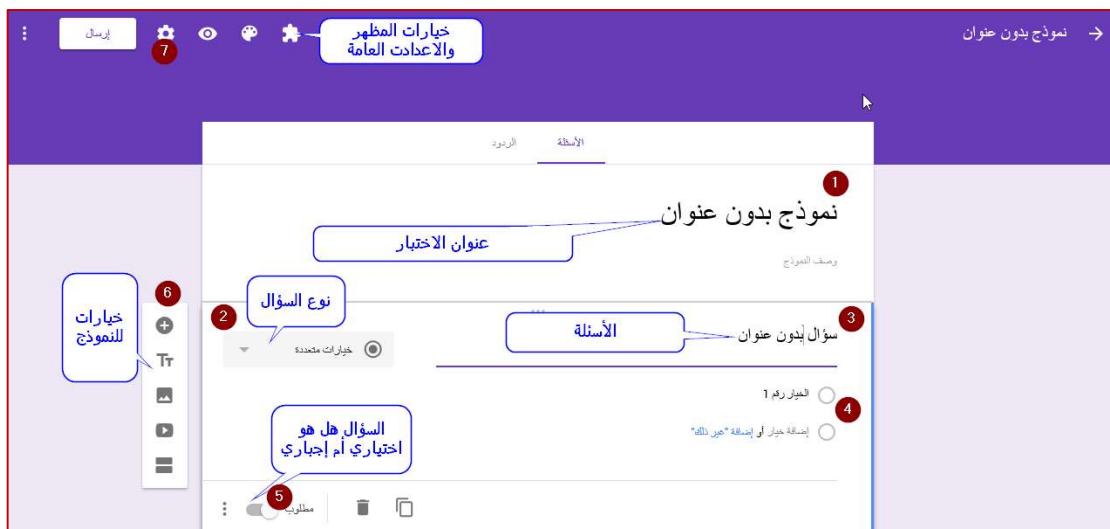 نموذج بدون عنوان
خيارات المظهر
والاعدادت العامة
إرسال
7
الأسئلة
الردود
1
نموذج بدون عنوان
عنوان الاختبار
وصف النموذج
3
سؤال بدون عنوان
الأسئلة
نوع السؤال
2
خيارات متعددة
6
خيارات
للنموذج
Tт
الخيار رقم 1
4
إضافة خيار أو إضافة "غير ذلك"
السؤال هل هو
اختياري أم إجباري
5
مطلوب